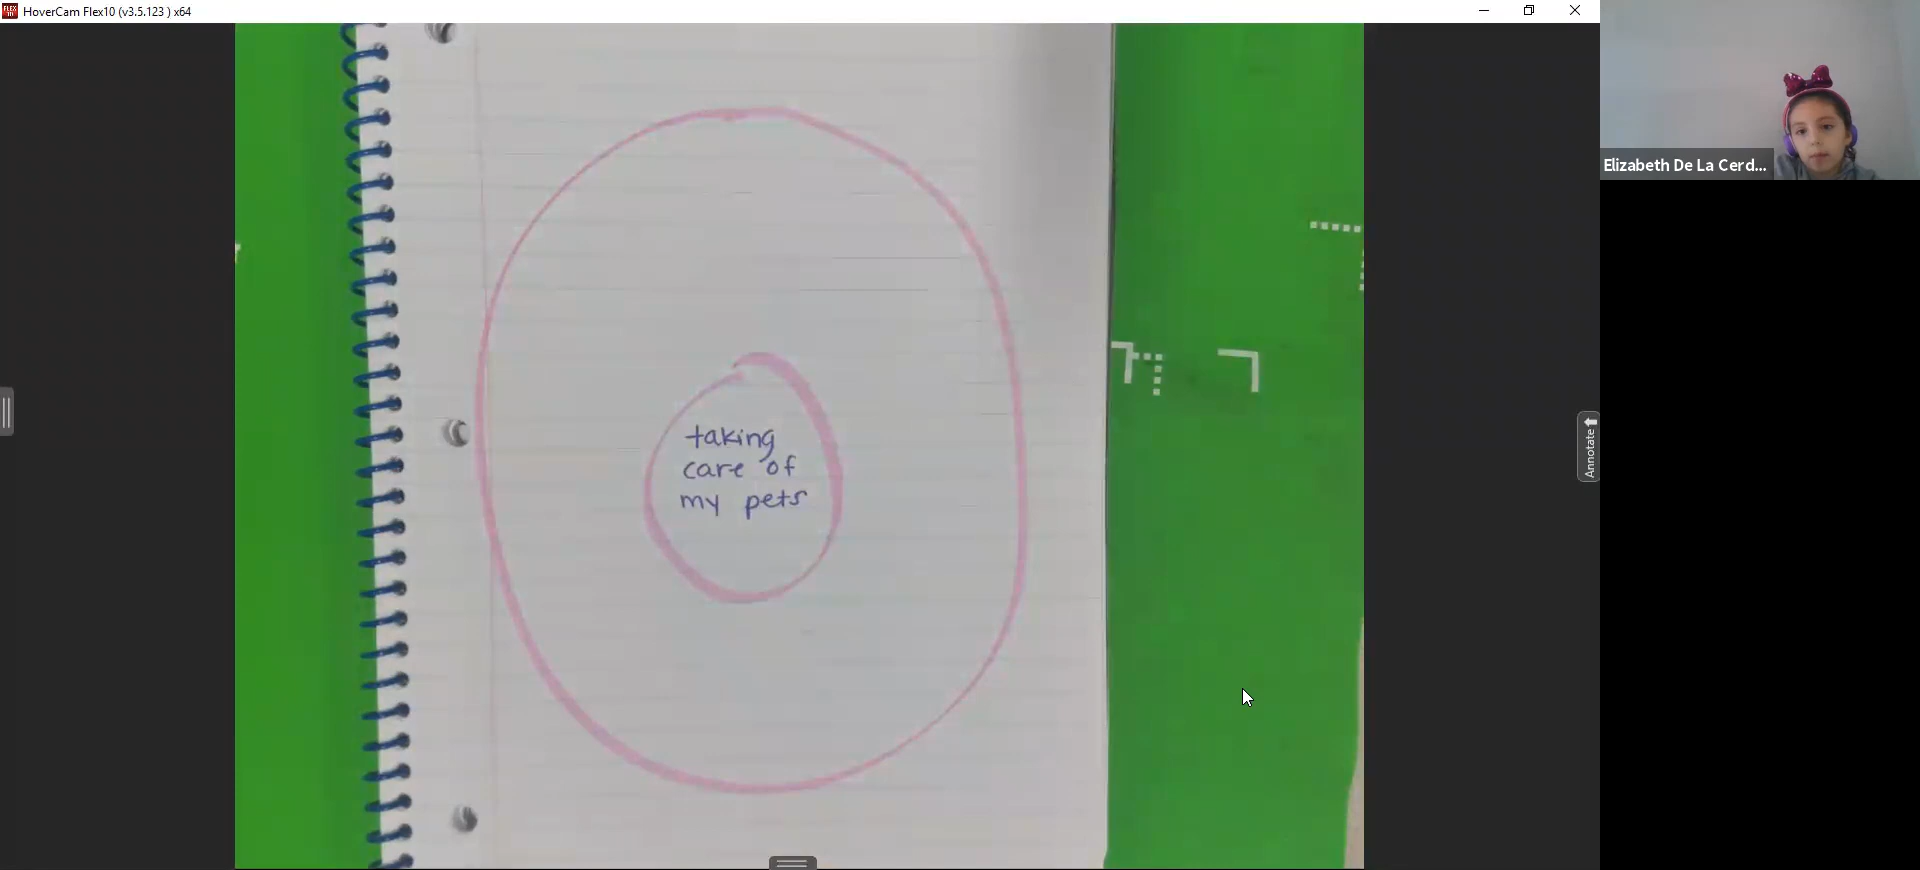 HoverCam Flex10 (v3.5.123 ) x64
Elizabeth De La Cerd...
taking
care of
my pets
Annotate